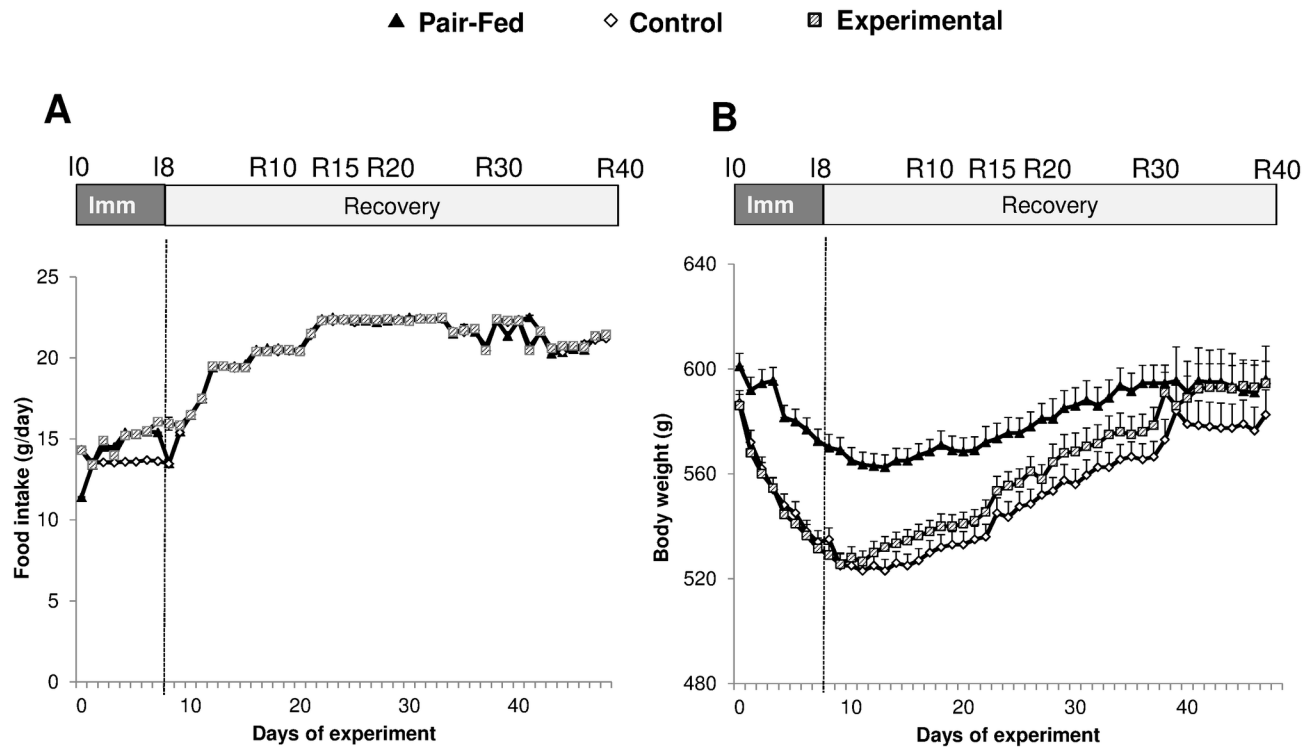 Pair-Fed Control Experimental
A
I0 I8 R10 R15 R20 R30 R40
Imm Recovery
25
20
15
10
5
0
Food intake (g/day)
0 10 20 30 40
Days of experiment
B
I0 I8 R10 R15 R20 R30 R40
Imm Recovery
640
600
560
520
480
Body weight (g)
0 10 20 30 40
Days of experiment